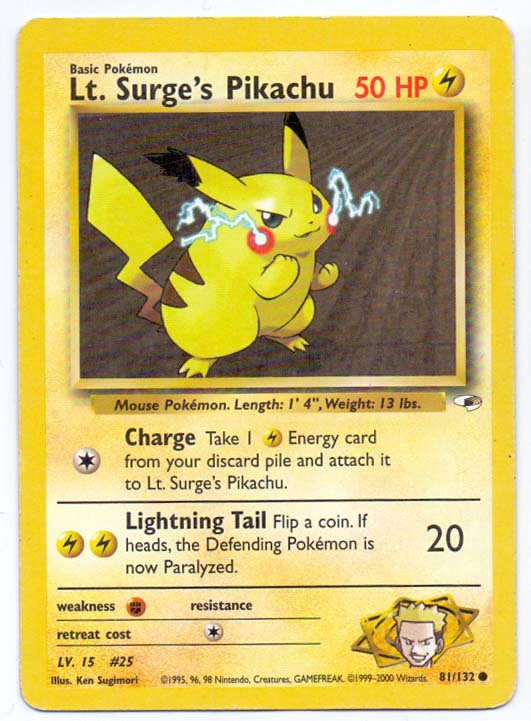 Basic Pokémon
Lt. Surge's Pikachu 50 HP
Mouse Pokémon. Length: 1' 4", Weight: 13 lbs.
Charge Take 1 Energy card
from your discard pile and attach it
to Lt. Surge's Pikachu.
Lightning Tail Flip a coin. If
heads, the Defending Pokémon is 20
now Paralyzed.
weakness resistance
retreat cost
LV. 15 #25
Illus. Ken Sugimori ©1995, 96, 98 Nintendo, Creatures, GAMEFREAK. ©1999-2000 Wizards. 81/132